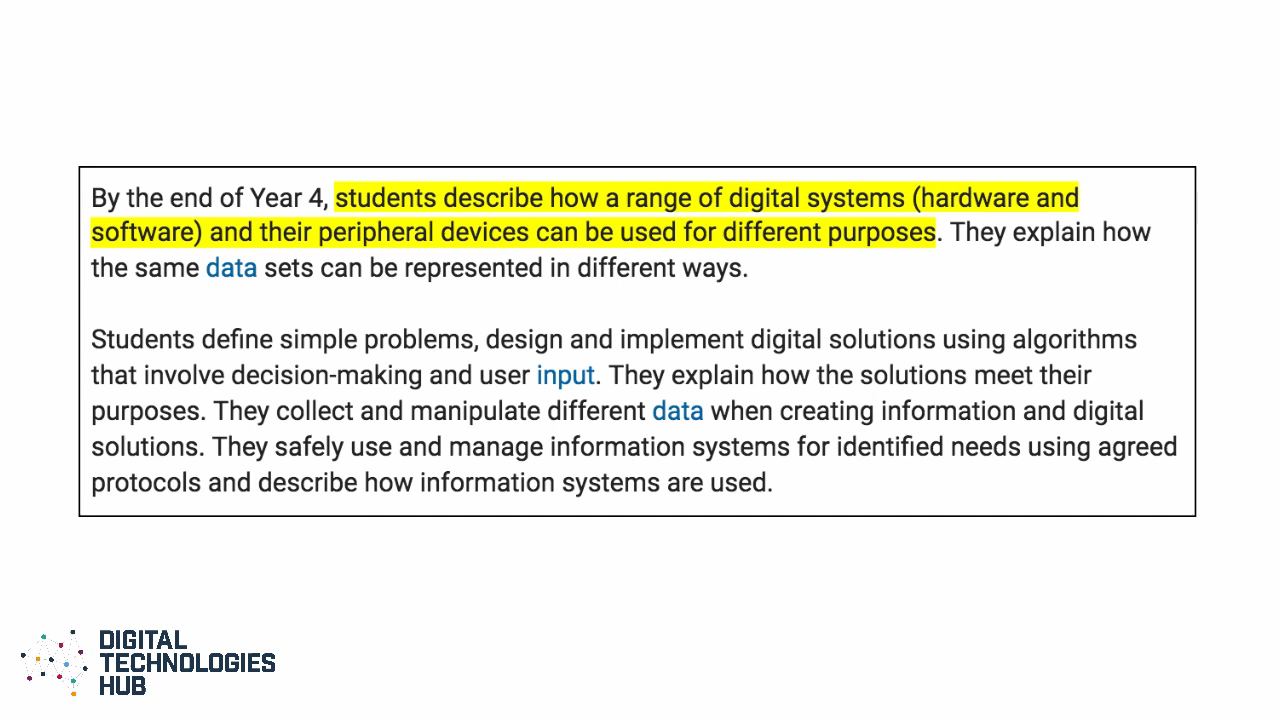 By the end of Year 4, students describe how a range of digital systems (hardware and
software) and their peripheral devices can be used for different purposes. They explain how
the same data sets can be represented in different ways.
Students define simple problems, design and implement digital solutions using algorithms
that involve decision-making and user input. They explain how the solutions meet their
purposes. They collect and manipulate different data when creating information and digital
solutions. They safely use and manage information systems for identified needs using agreed
protocols and describe how information systems are used.
DIGITAL
TECHNOLOGIES
HUB